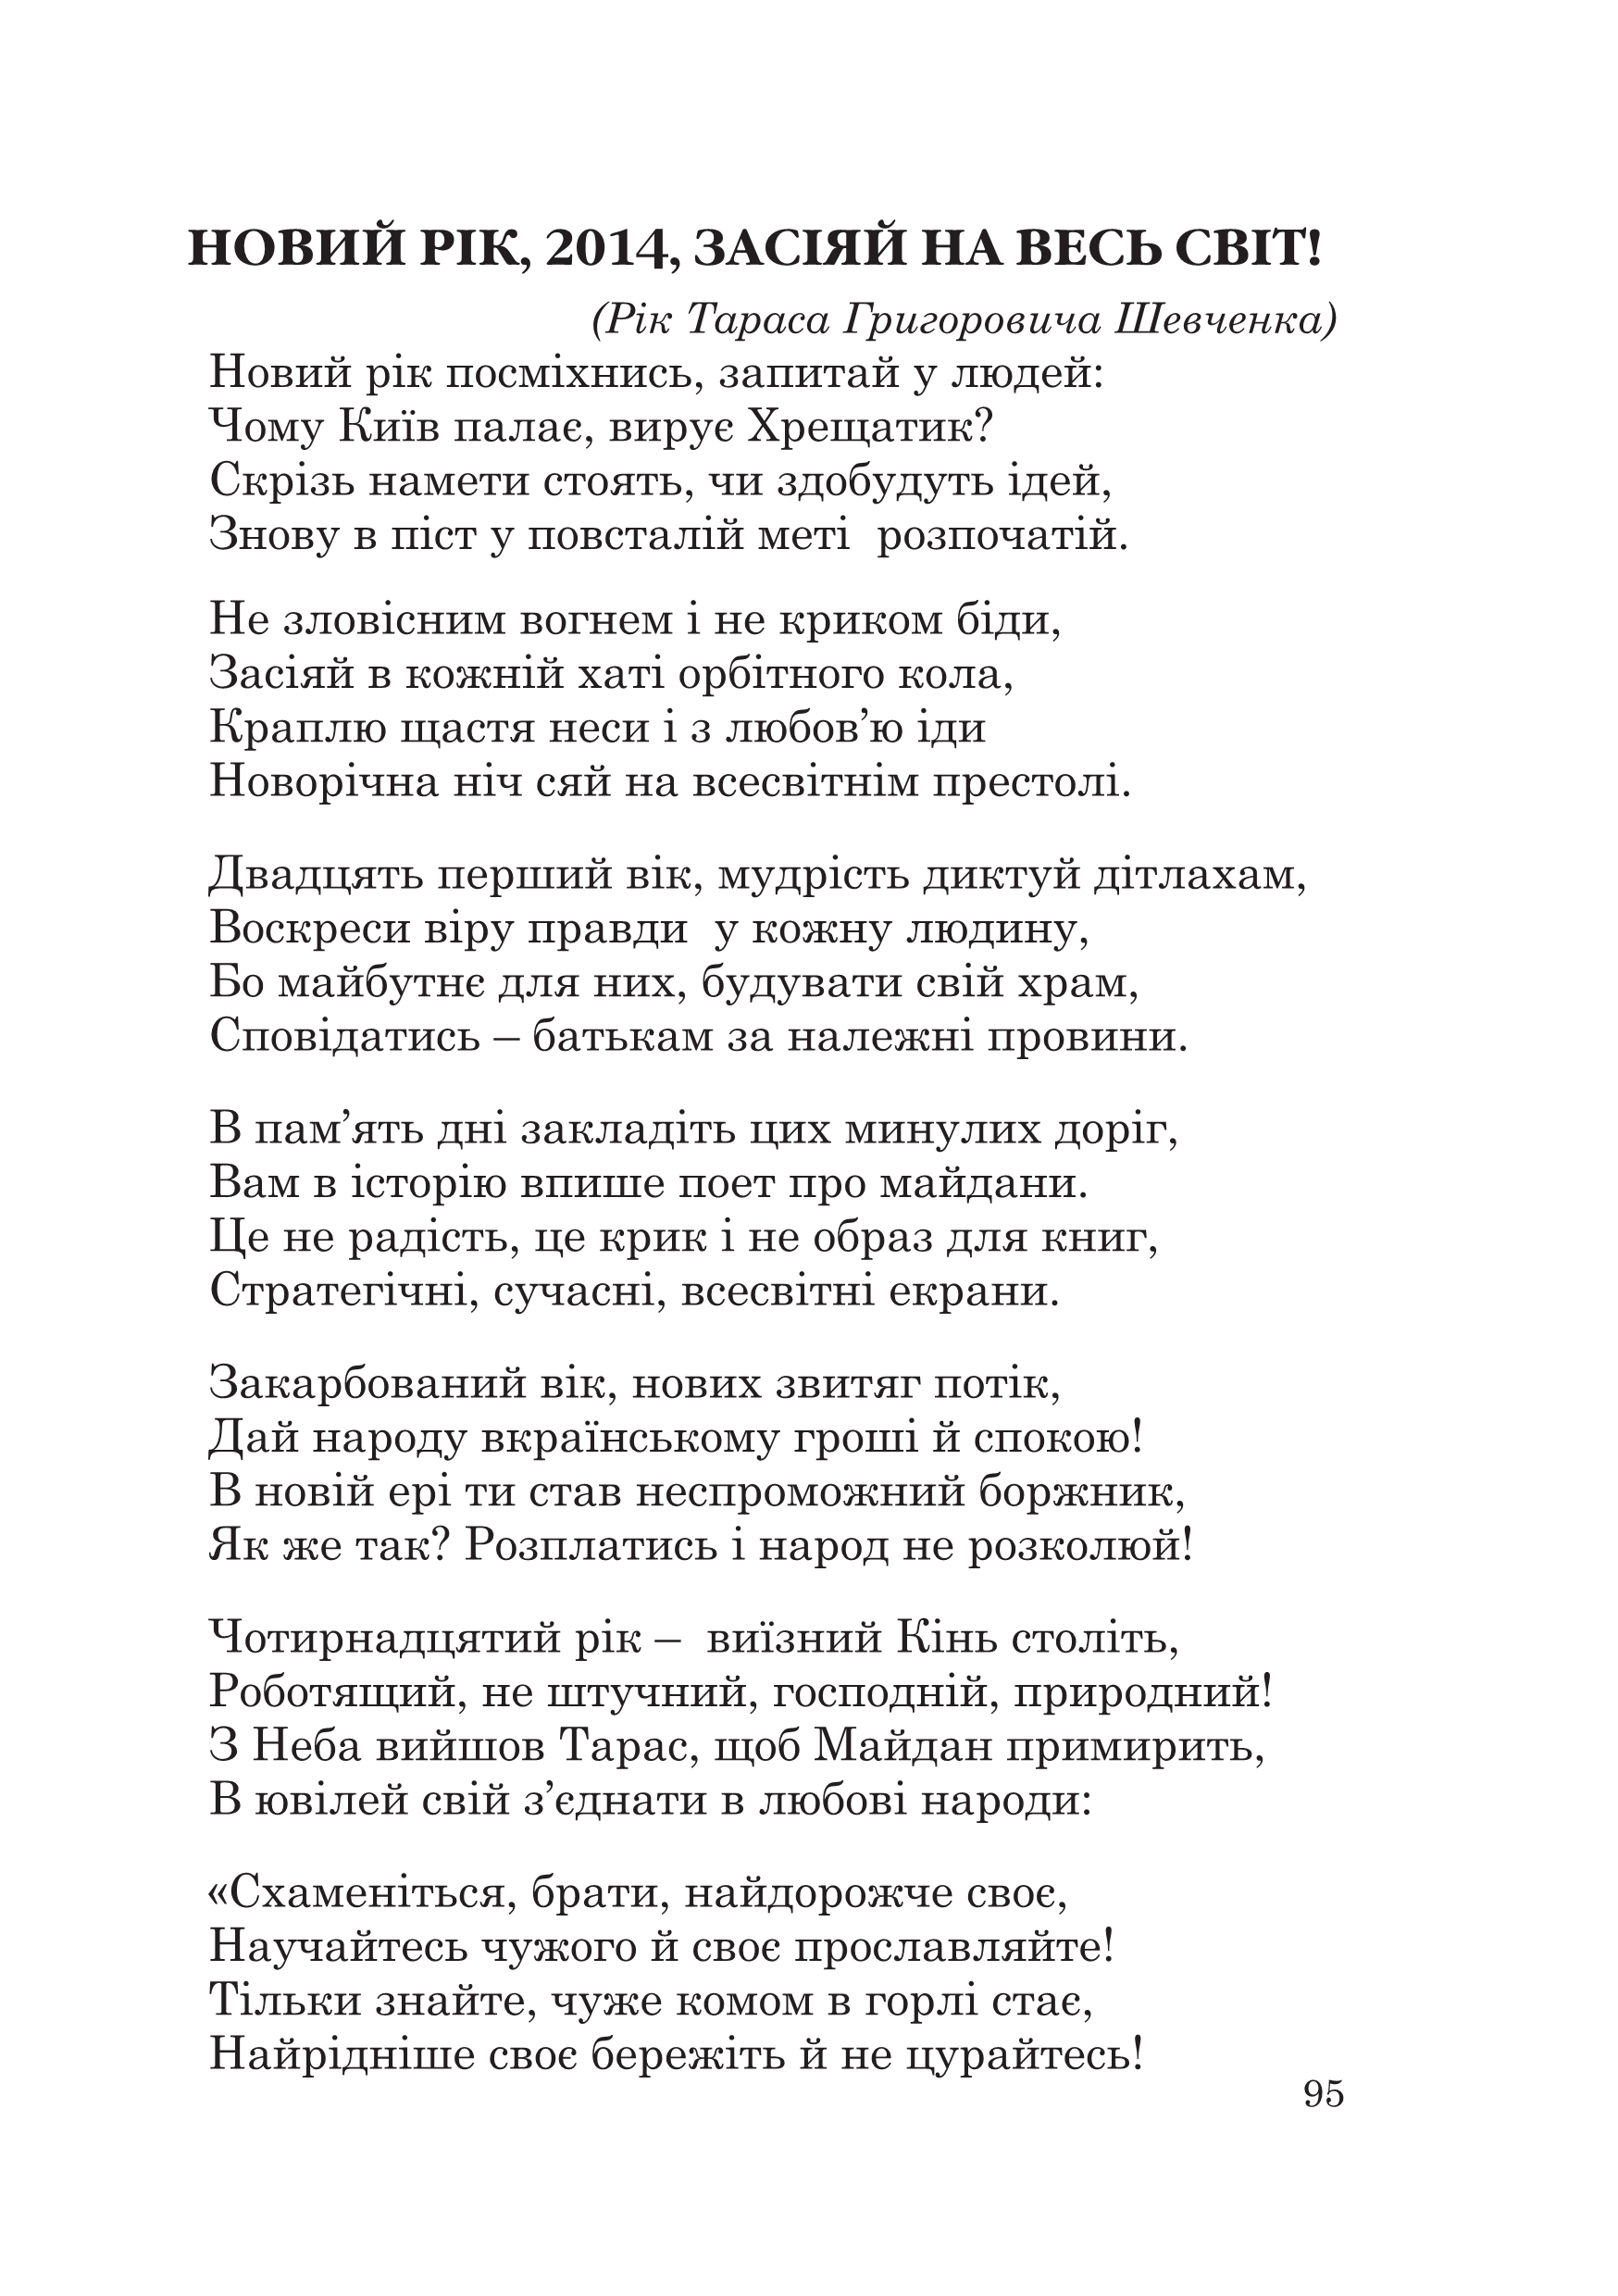 НОВИЙ РІК, 2014, ЗАСІЯЙ НА ВЕСЬ СВІТ!
(Рік Тараса Григоровича Шевченка)
Новий рік посміхнись, запитай у людей:
Чому Київ палає, вирує Хрещатик?
Скрізь намети стоять, чи здобудуть ідей,
Знову в піст у повсталій меті  розпочатій.

Не зловісним вогнем і не криком біди,
Засіяй в кожній хаті орбітного кола,
Краплю щастя неси і з любов’ю іди
Новорічна ніч сяй на всесвітнім престолі.

Двадцять перший вік, мудрість диктуй дітлахам,
Воскреси віру правди  у кожну людину,
Бо майбутнє для них, будувати свій храм,
Сповідатись – батькам за належні провини.

В пам’ять дні закладіть цих минулих доріг,
Вам в історію впише поет про майдани.
Це не радість, це крик і не образ для книг,
Стратегічні, сучасні, всесвітні екрани.

Закарбований вік, нових звитяг потік,
Дай народу вкраїнському гроші й спокою!
В новій ері ти став неспроможний боржник,
Як же так? Розплатись і народ не розколюй!

Чотирнадцятий рік –  виїзний Кінь століть,
Роботящий, не штучний, господній, природний!
З Неба вийшов Тарас, щоб Майдан примирить,
В ювілей свій з’єднати в любові народи:

«Схаменіться, брати, найдорожче своє,
Научайтесь чужого й своє прославляйте!
Тільки знайте, чуже комом в горлі стає,
Найрідніше своє бережіть й не цурайтесь!
95